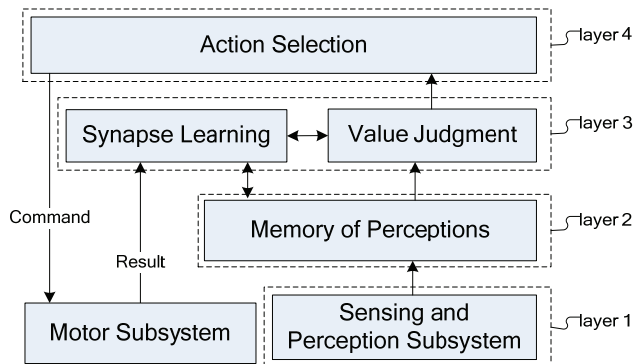 Action Selection
layer 4
Synapse Learning
Value Judgment
layer 3
Command
Memory of Perceptions
layer 2
Result
Motor Subsystem
Sensing and
Perception Subsystem
layer 1